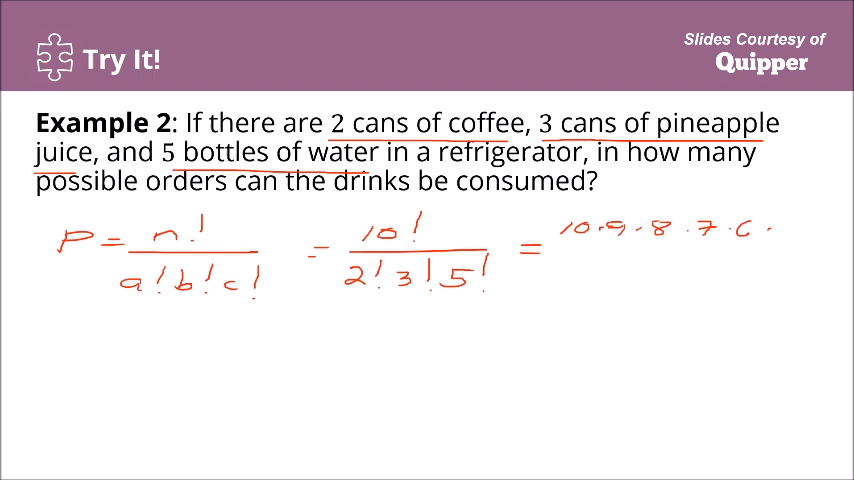 Try It!
Slides Courtesy of
Quipper
Example 2: If there are 2 cans of coffee, 3 cans of pineapple
juice, and 5 bottles of water in a refrigerator, in how many
possible orders can the drinks be consumed?
P = n! / a! b! c! = 10! / 2! 3! 5! = 10 · 9 · 8 · 7 · 6 ·